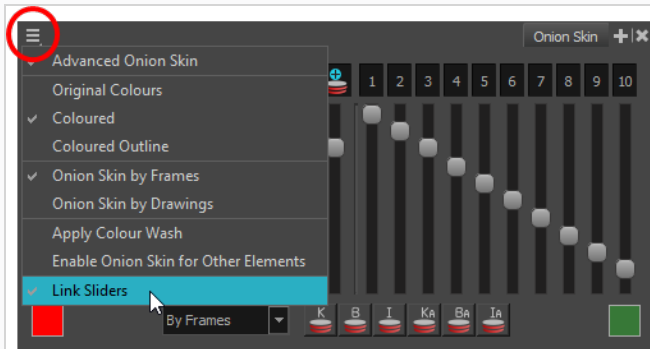 Onion Skin
Advanced Onion Skin
1 2 3 4 5 6 7 8 9 10
Original Colours
Coloured
Coloured Outline
Onion Skin by Frames
Onion Skin by Drawings
Apply Colour Wash
Enable Onion Skin for Other Elements
Link Sliders
By Frames
K B I KA BA IA